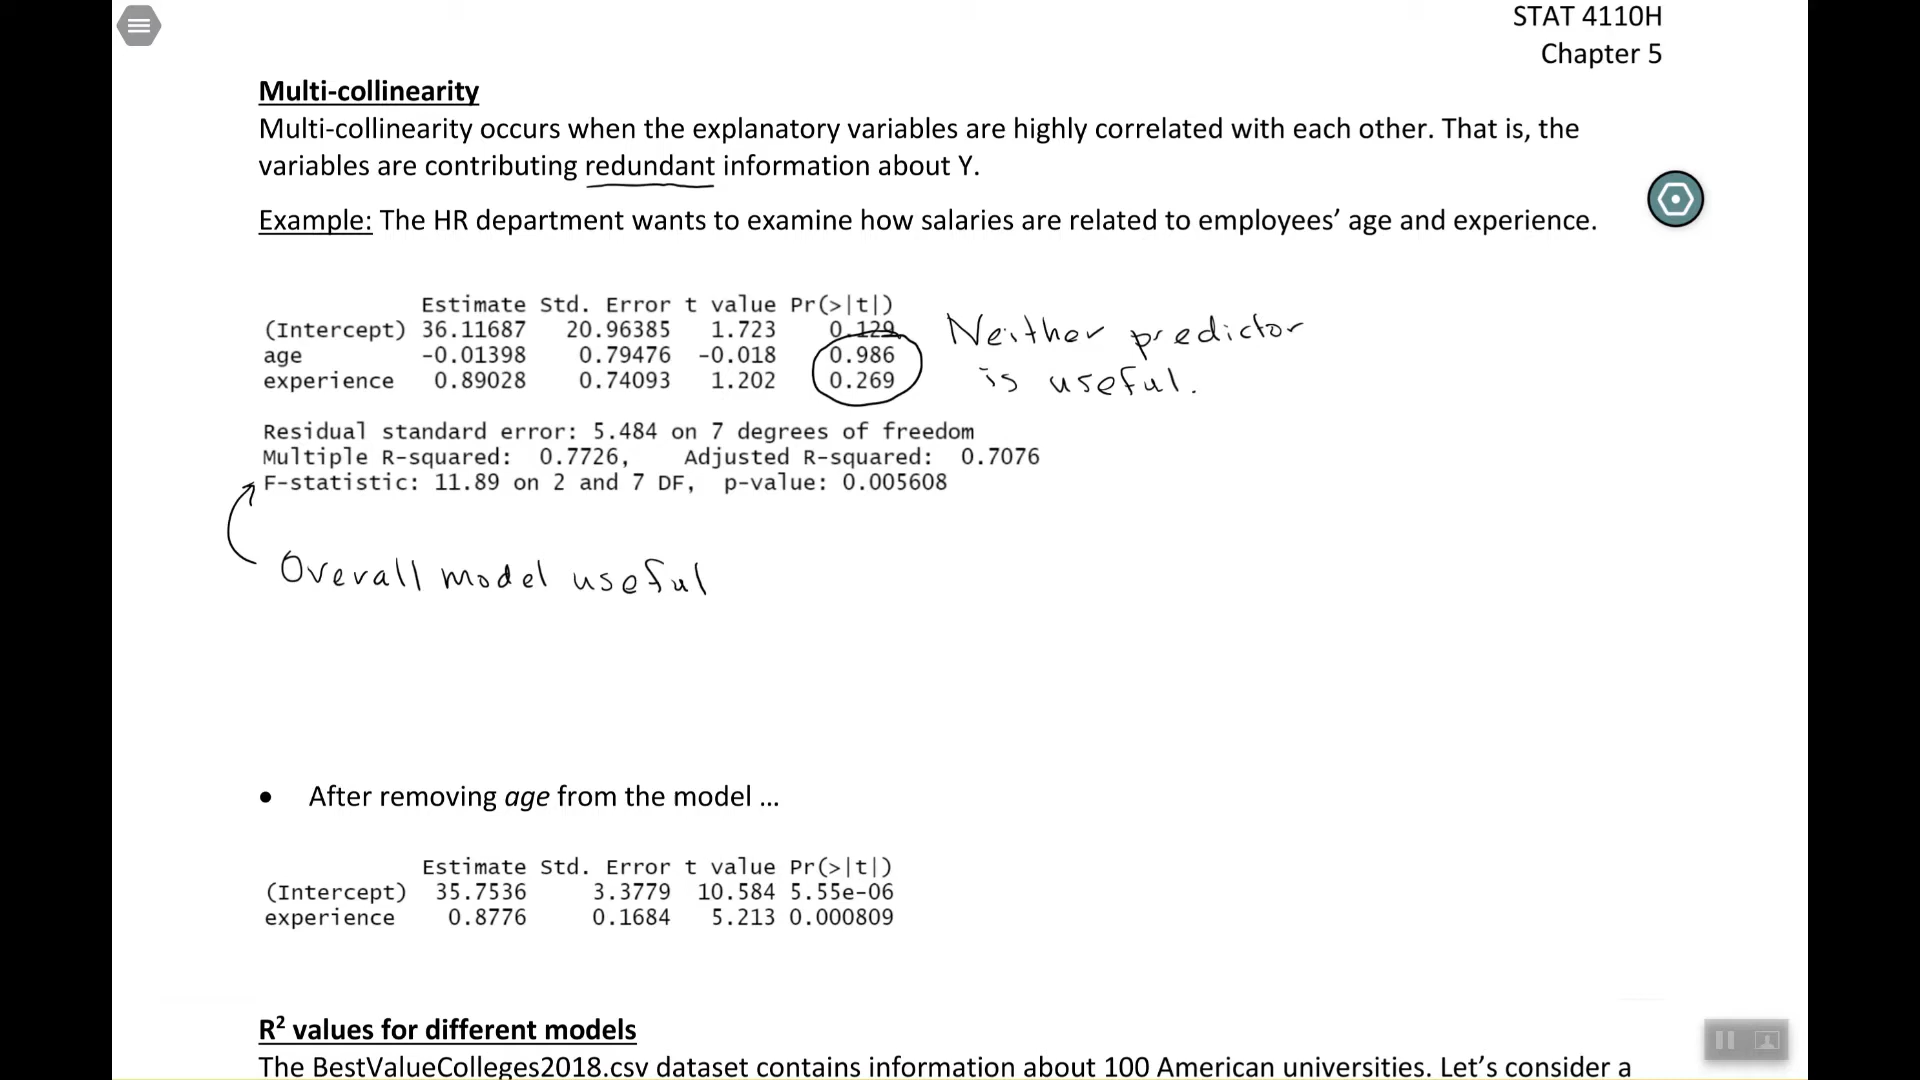 STAT 4110H
Chapter 5
Multi-collinearity
Multi-collinearity occurs when the explanatory variables are highly correlated with each other. That is, the
variables are contributing redundant information about Y.
Example: The HR department wants to examine how salaries are related to employees’ age and experience.
Estimate Std. Error t value Pr(>|t|)
(Intercept) 36.11687 20.96385 1.723 0.129
age -0.01398 0.79476 -0.018 0.986
experience 0.89028 0.74093 1.202 0.269
Neither predictor
is useful.
Residual standard error: 5.484 on 7 degrees of freedom
Multiple R-squared: 0.7726, Adjusted R-squared: 0.7076
F-statistic: 11.89 on 2 and 7 DF, p-value: 0.005608
Overall model useful
• After removing age from the model …
Estimate Std. Error t value Pr(>|t|)
(Intercept) 35.7536 3.3779 10.584 5.55e-06
experience 0.8776 0.1684 5.213 0.000809
R² values for different models
The BestValueColleges2018.csv dataset contains information about 100 American universities. Let’s consider a